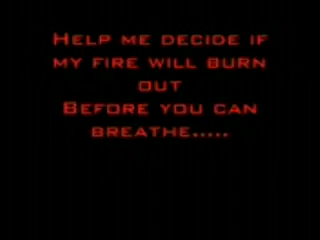 Help me decide if
my fire will burn
out
Before you can
breathe.....